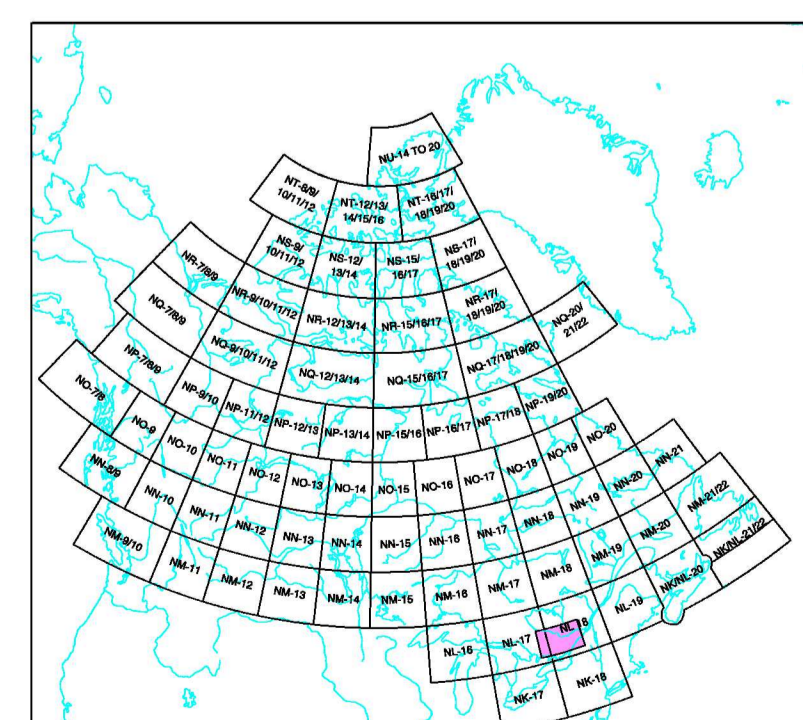 NU-14 TO 20
NT-8/9/
10/11/12
NT-12/13/
14/15/16
NT-16/17/
18/19/20
NS-9/
10/11/12
NS-12/
13/14
NS-15/
16/17
NS-17/
18/19/20
NR-7/8/9
NR-9/10/11/12
NR-12/13/14
NR-15/16/17
NR-17/
18/19/20
NQ-7/8/9
NQ-9/10/11/12
NQ-12/13/14
NQ-15/16/17
NQ-17/18/19/20
NQ-20/
21/22
NP-7/8/9
NP-9/10
NP-11/12
NP-12/13
NP-13/14
NP-15/16
NP-16/17
NP-17/18
NP-19/20
NO-7/8
NO-9
NO-10
NO-11
NO-12
NO-13
NO-14
NO-15
NO-16
NO-17
NO-18
NO-19
NO-20
NN-8/9
NN-10
NN-11
NN-12
NN-13
NN-14
NN-15
NN-16
NN-17
NN-18
NN-19
NN-20
NN-21
NM-9/10
NM-11
NM-12
NM-13
NM-14
NM-15
NM-16
NM-17
NM-18
NM-19
NM-20
NM-21/22
NL-16
NL-17
NL-18
NL-19
NK/NL-20
NK/NL-21/22
NK-17
NK-18